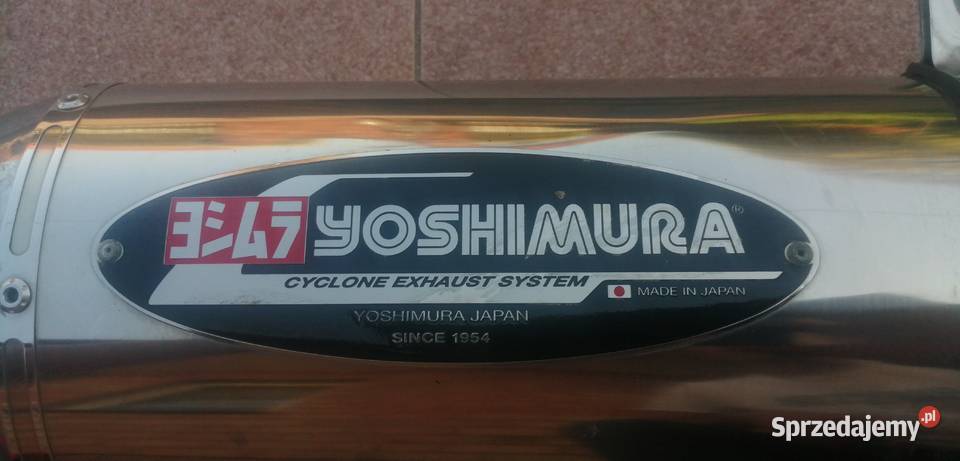 ヨシムラ YOSHIMURA®
CYCLONE EXHAUST SYSTEM
MADE IN JAPAN
YOSHIMURA JAPAN
SINCE 1954
Sprzedajemy.pl